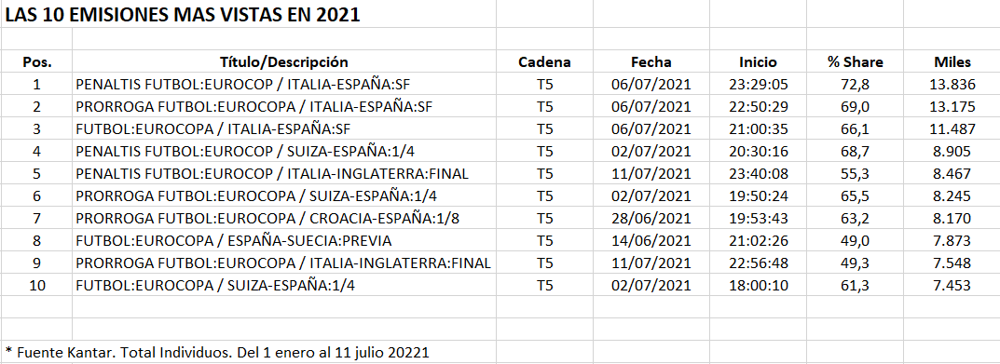 LAS 10 EMISIONES MAS VISTAS EN 2021
Pos. Título/Descripción Cadena Fecha Inicio % Share Miles
1 PENALTIS FUTBOL:EUROCOP / ITALIA-ESPAÑA:SF T5 06/07/2021 23:29:05 72,8 13.836
2 PRORROGA FUTBOL:EUROCOPA / ITALIA-ESPAÑA:SF T5 06/07/2021 22:50:29 69,0 13.175
3 FUTBOL:EUROCOPA / ITALIA-ESPAÑA:SF T5 06/07/2021 21:00:35 66,1 11.487
4 PENALTIS FUTBOL:EUROCOP / SUIZA-ESPAÑA:1/4 T5 02/07/2021 20:30:16 68,7 8.905
5 PENALTIS FUTBOL:EUROCOP / ITALIA-INGLATERRA:FINAL T5 11/07/2021 23:40:08 55,3 8.467
6 PRORROGA FUTBOL:EUROCOPA / SUIZA-ESPAÑA:1/4 T5 02/07/2021 19:50:24 65,5 8.245
7 PRORROGA FUTBOL:EUROCOPA / CROACIA-ESPAÑA:1/8 T5 28/06/2021 19:53:43 63,2 8.170
8 FUTBOL:EUROCOPA / ESPAÑA-SUECIA:PREVIA T5 14/06/2021 21:02:26 49,0 7.873
9 PRORROGA FUTBOL:EUROCOPA / ITALIA-INGLATERRA:FINAL T5 11/07/2021 22:56:48 49,3 7.548
10 FUTBOL:EUROCOPA / SUIZA-ESPAÑA:1/4 T5 02/07/2021 18:00:10 61,3 7.453
* Fuente Kantar. Total Individuos. Del 1 enero al 11 julio 20221